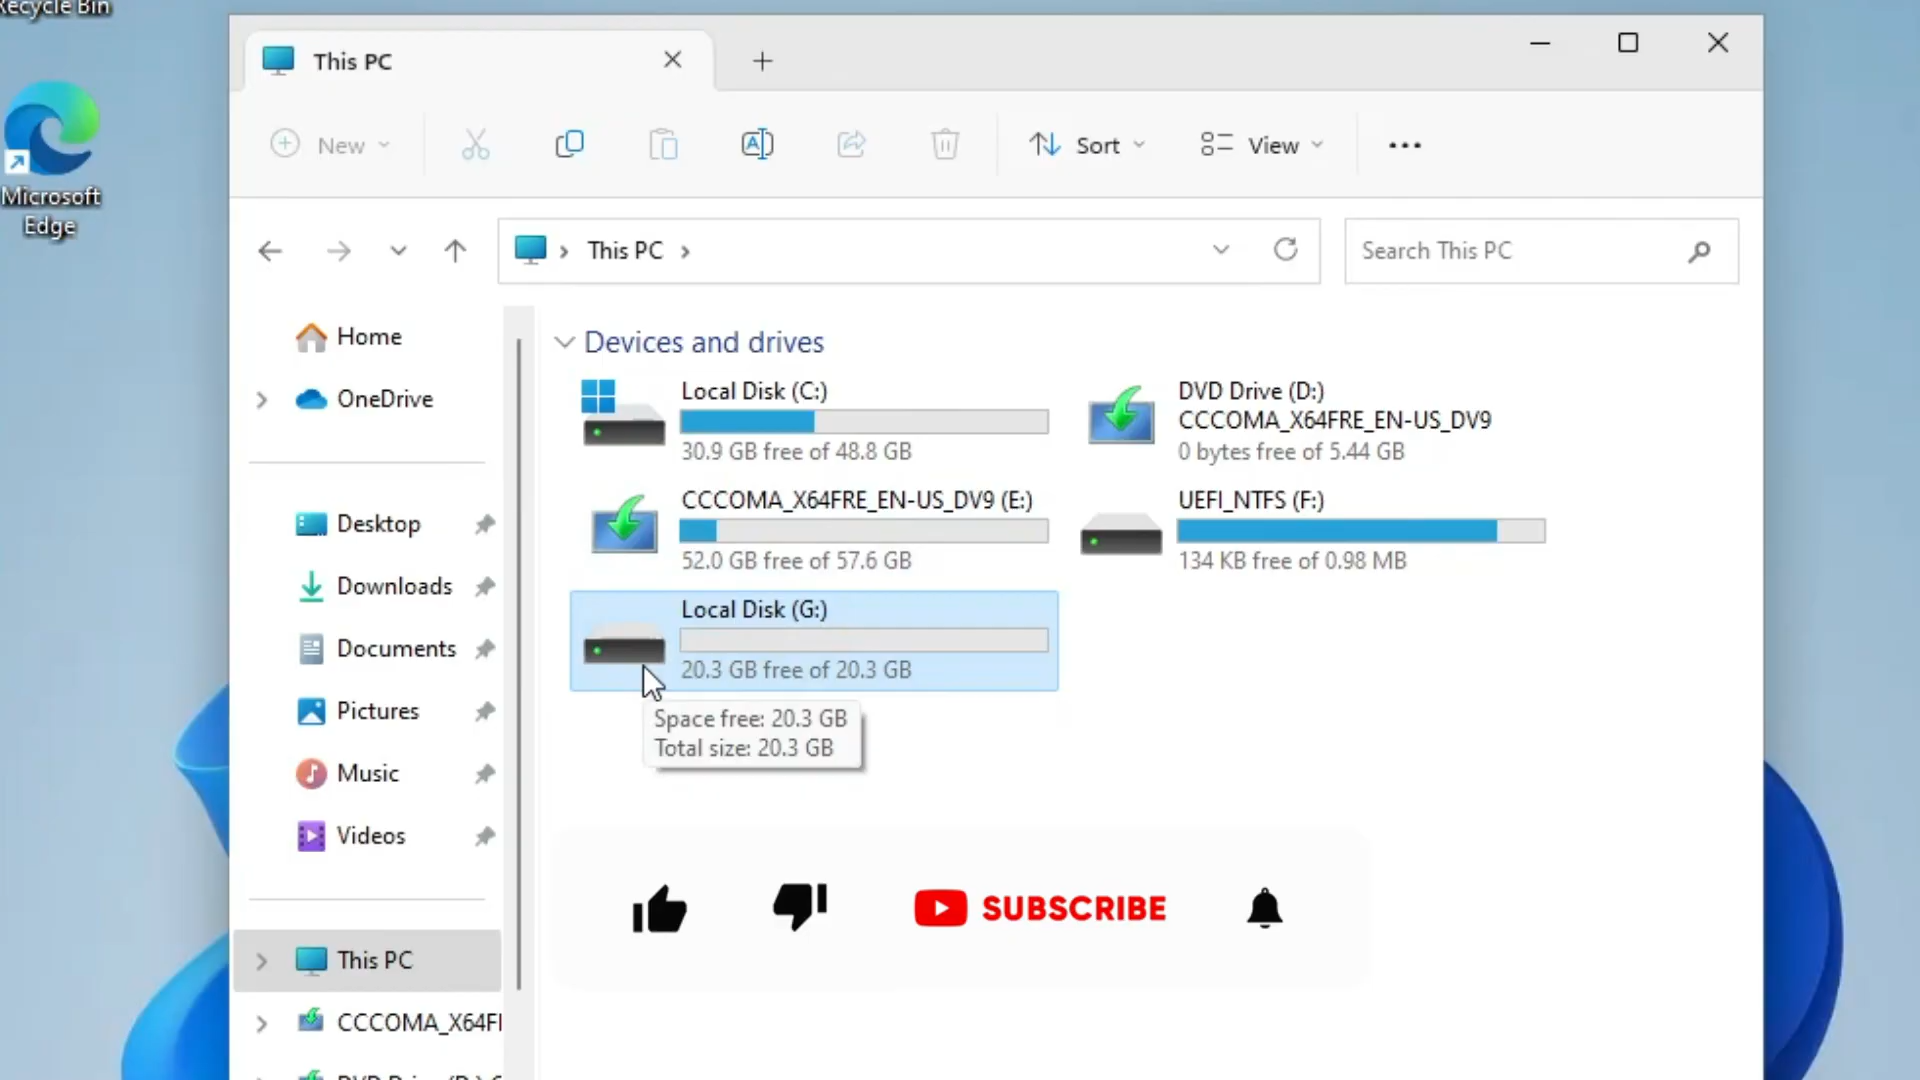 Recycle Bin
Microsoft
Edge
This PC
New
Sort
View
This PC
Search This PC
Home
OneDrive
Desktop
Downloads
Documents
Pictures
Music
Videos
This PC
CCCOMA_X64F
Devices and drives
Local Disk (C:)
30.9 GB free of 48.8 GB
DVD Drive (D:)
CCCOMA_X64FRE_EN-US_DV9
0 bytes free of 5.44 GB
CCCOMA_X64FRE_EN-US_DV9 (E:)
52.0 GB free of 57.6 GB
UEFI_NTFS (F:)
134 KB free of 0.98 MB
Local Disk (G:)
20.3 GB free of 20.3 GB
Space free: 20.3 GB
Total size: 20.3 GB
SUBSCRIBE